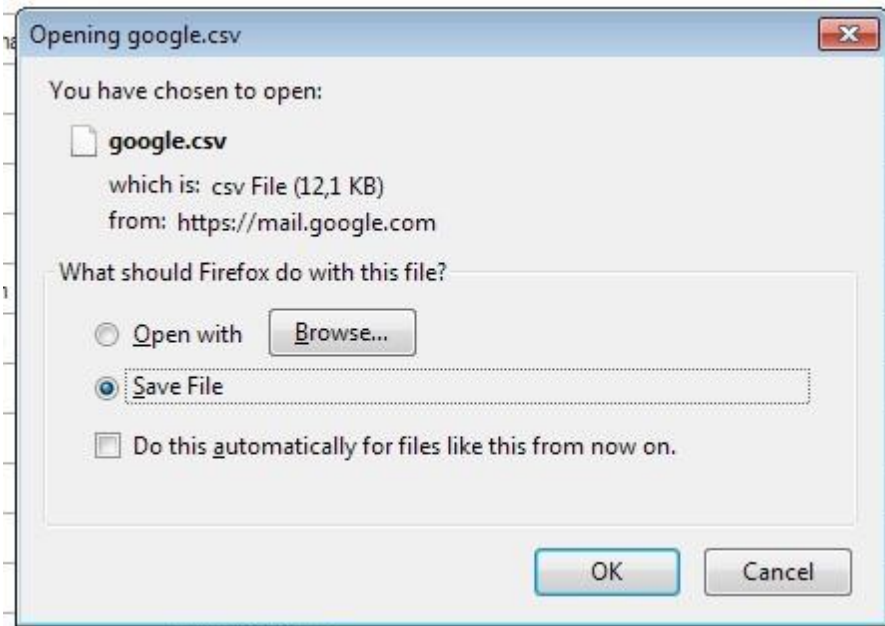 Opening google.csv
You have chosen to open:
google.csv
which is: csv File (12,1 KB)
from: https://mail.google.com
What should Firefox do with this file?
Open with Browse...
Save File
Do this automatically for files like this from now on.
OK Cancel